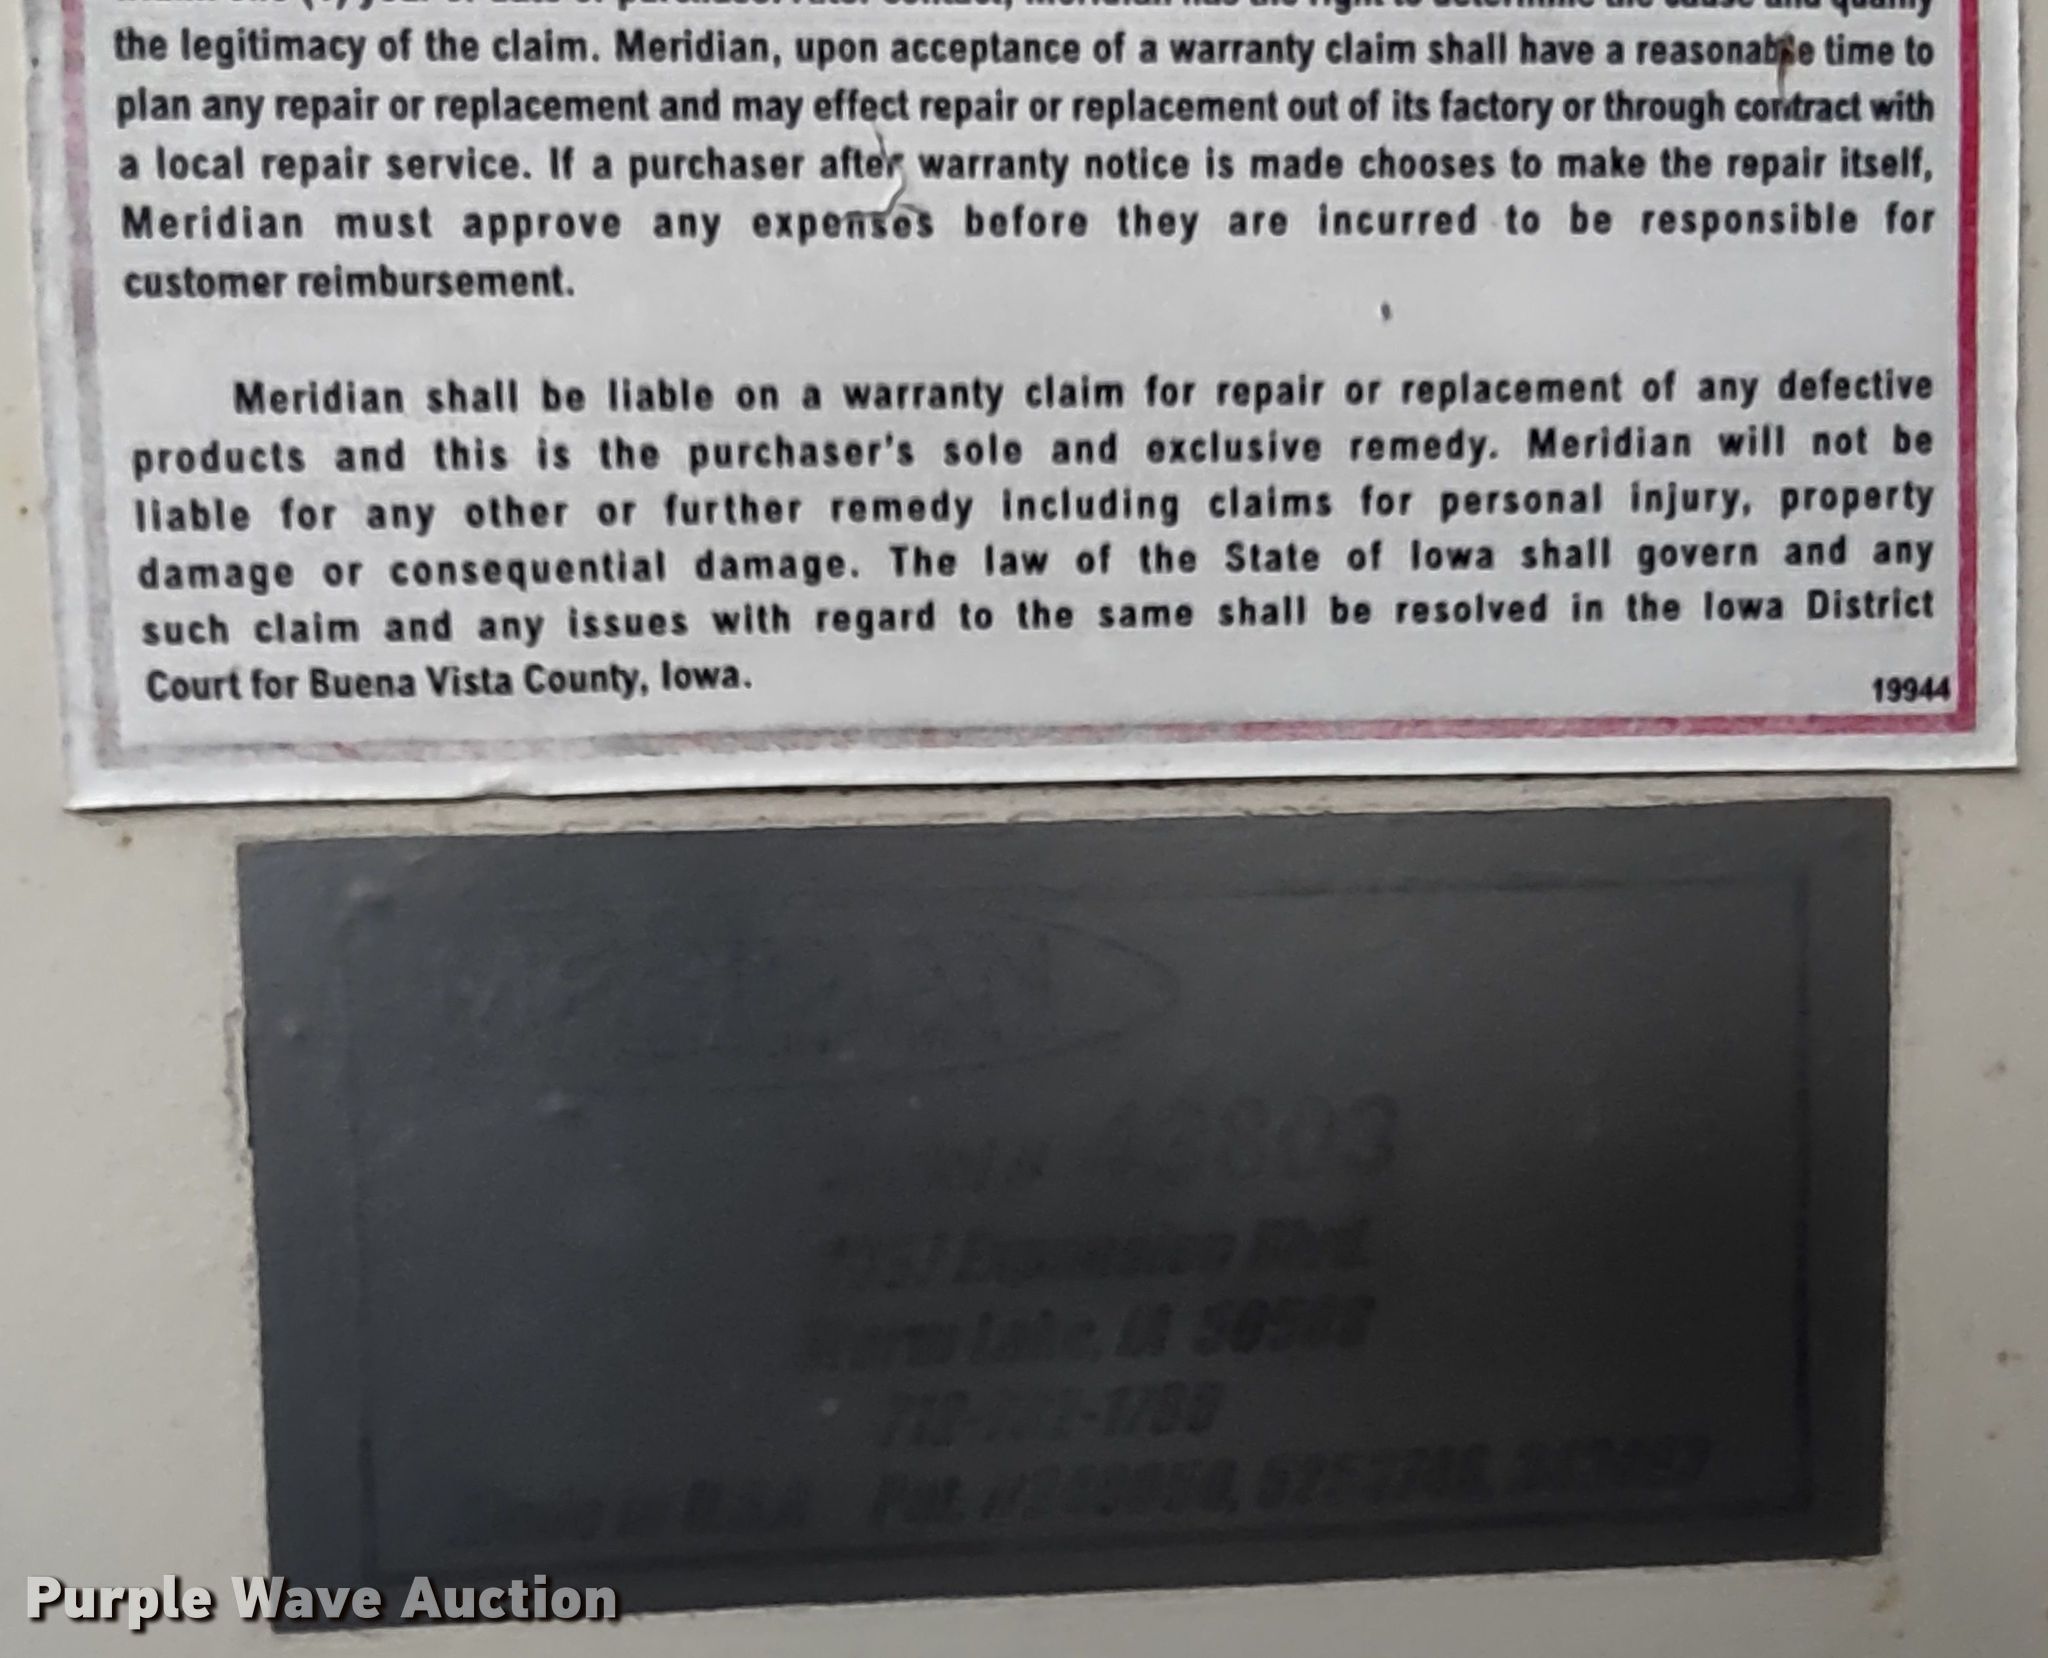 the legitimacy of the claim. Meridian, upon acceptance of a warranty claim shall have a reasonable time to
plan any repair or replacement and may effect repair or replacement out of its factory or through contract with
a local repair service. If a purchaser after warranty notice is made chooses to make the repair itself,
Meridian must approve any expenses before they are incurred to be responsible for
customer reimbursement.
Meridian shall be liable on a warranty claim for repair or replacement of any defective
products and this is the purchaser's sole and exclusive remedy. Meridian will not be
liable for any other or further remedy including claims for personal injury, property
damage or consequential damage. The law of the State of Iowa shall govern and any
such claim and any issues with regard to the same shall be resolved in the Iowa District
Court for Buena Vista County, Iowa.
19944
Expansion Blvd.
Lake, IA
Made in U.S.A. Pat.
Purple Wave Auction